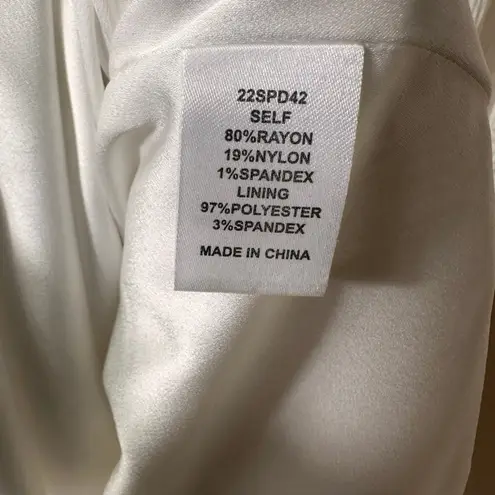 22SPD42
SELF
80%RAYON
19%NYLON
1%SPANDEX
LINING
97%POLYESTER
3%SPANDEX
MADE IN CHINA